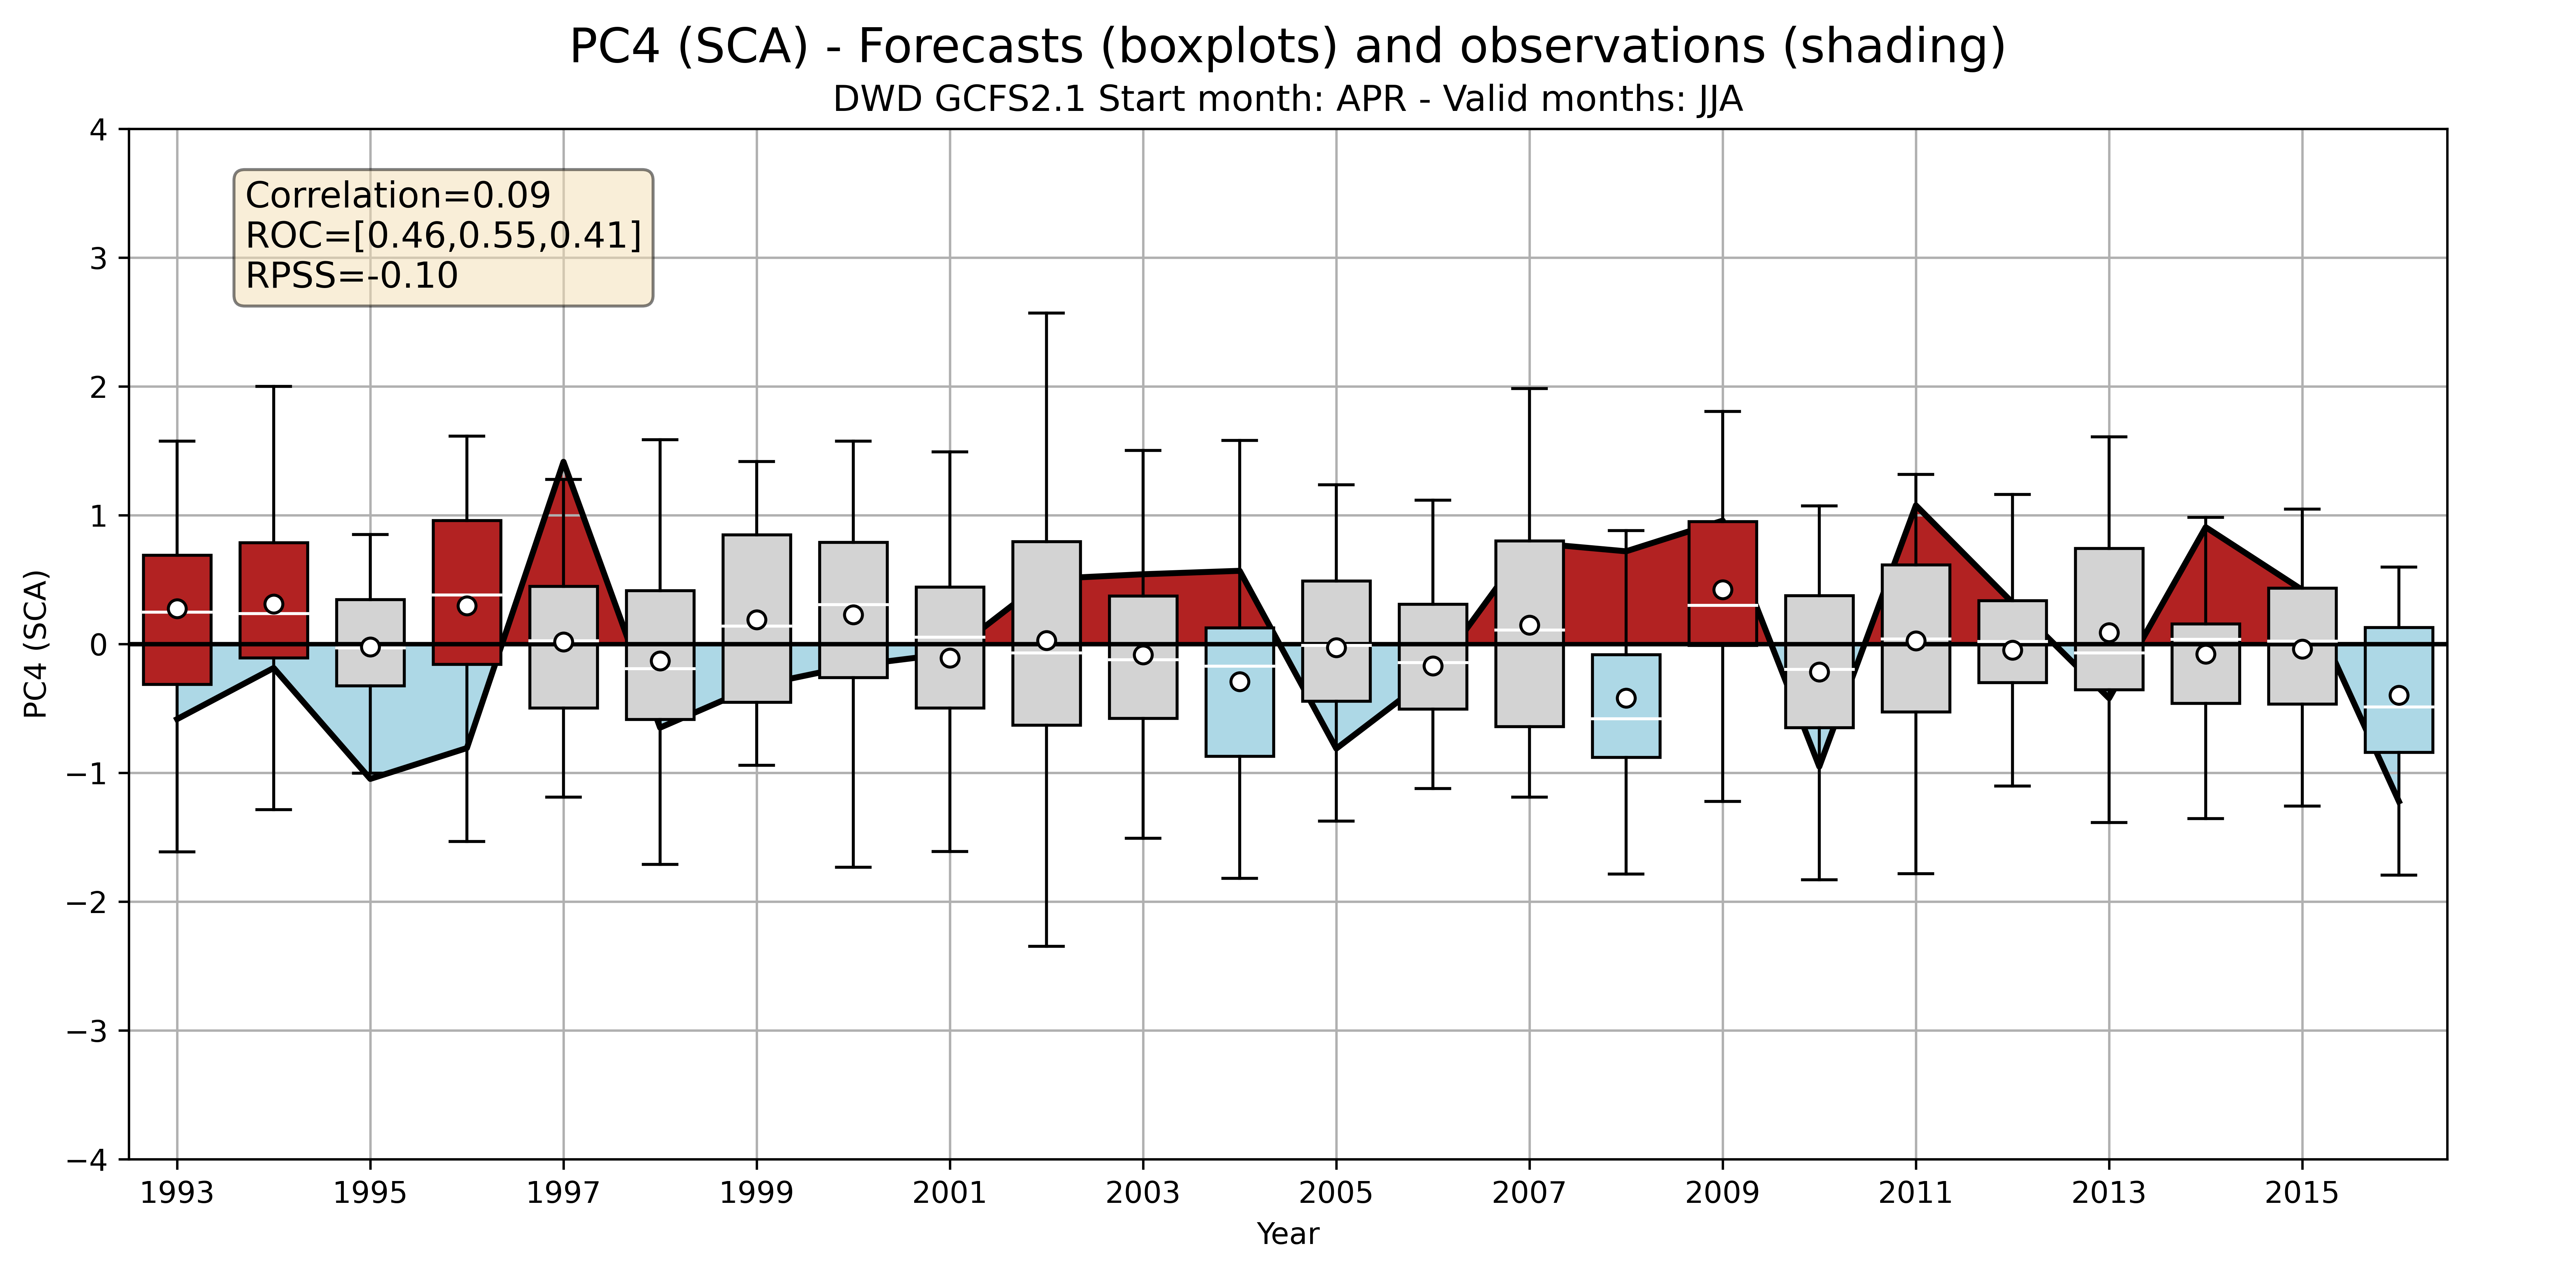 PC4 (SCA) - Forecasts (boxplots) and observations (shading)
DWD GCFS2.1 Start month: APR - Valid months: JJA
Correlation=0.09
ROC=[0.46,0.55,0.41]
RPSS=-0.10
PC4 (SCA)
4
3
2
1
0
−1
−2
−3
−4
1993 1995 1997 1999 2001 2003 2005 2007 2009 2011 2013 2015
Year